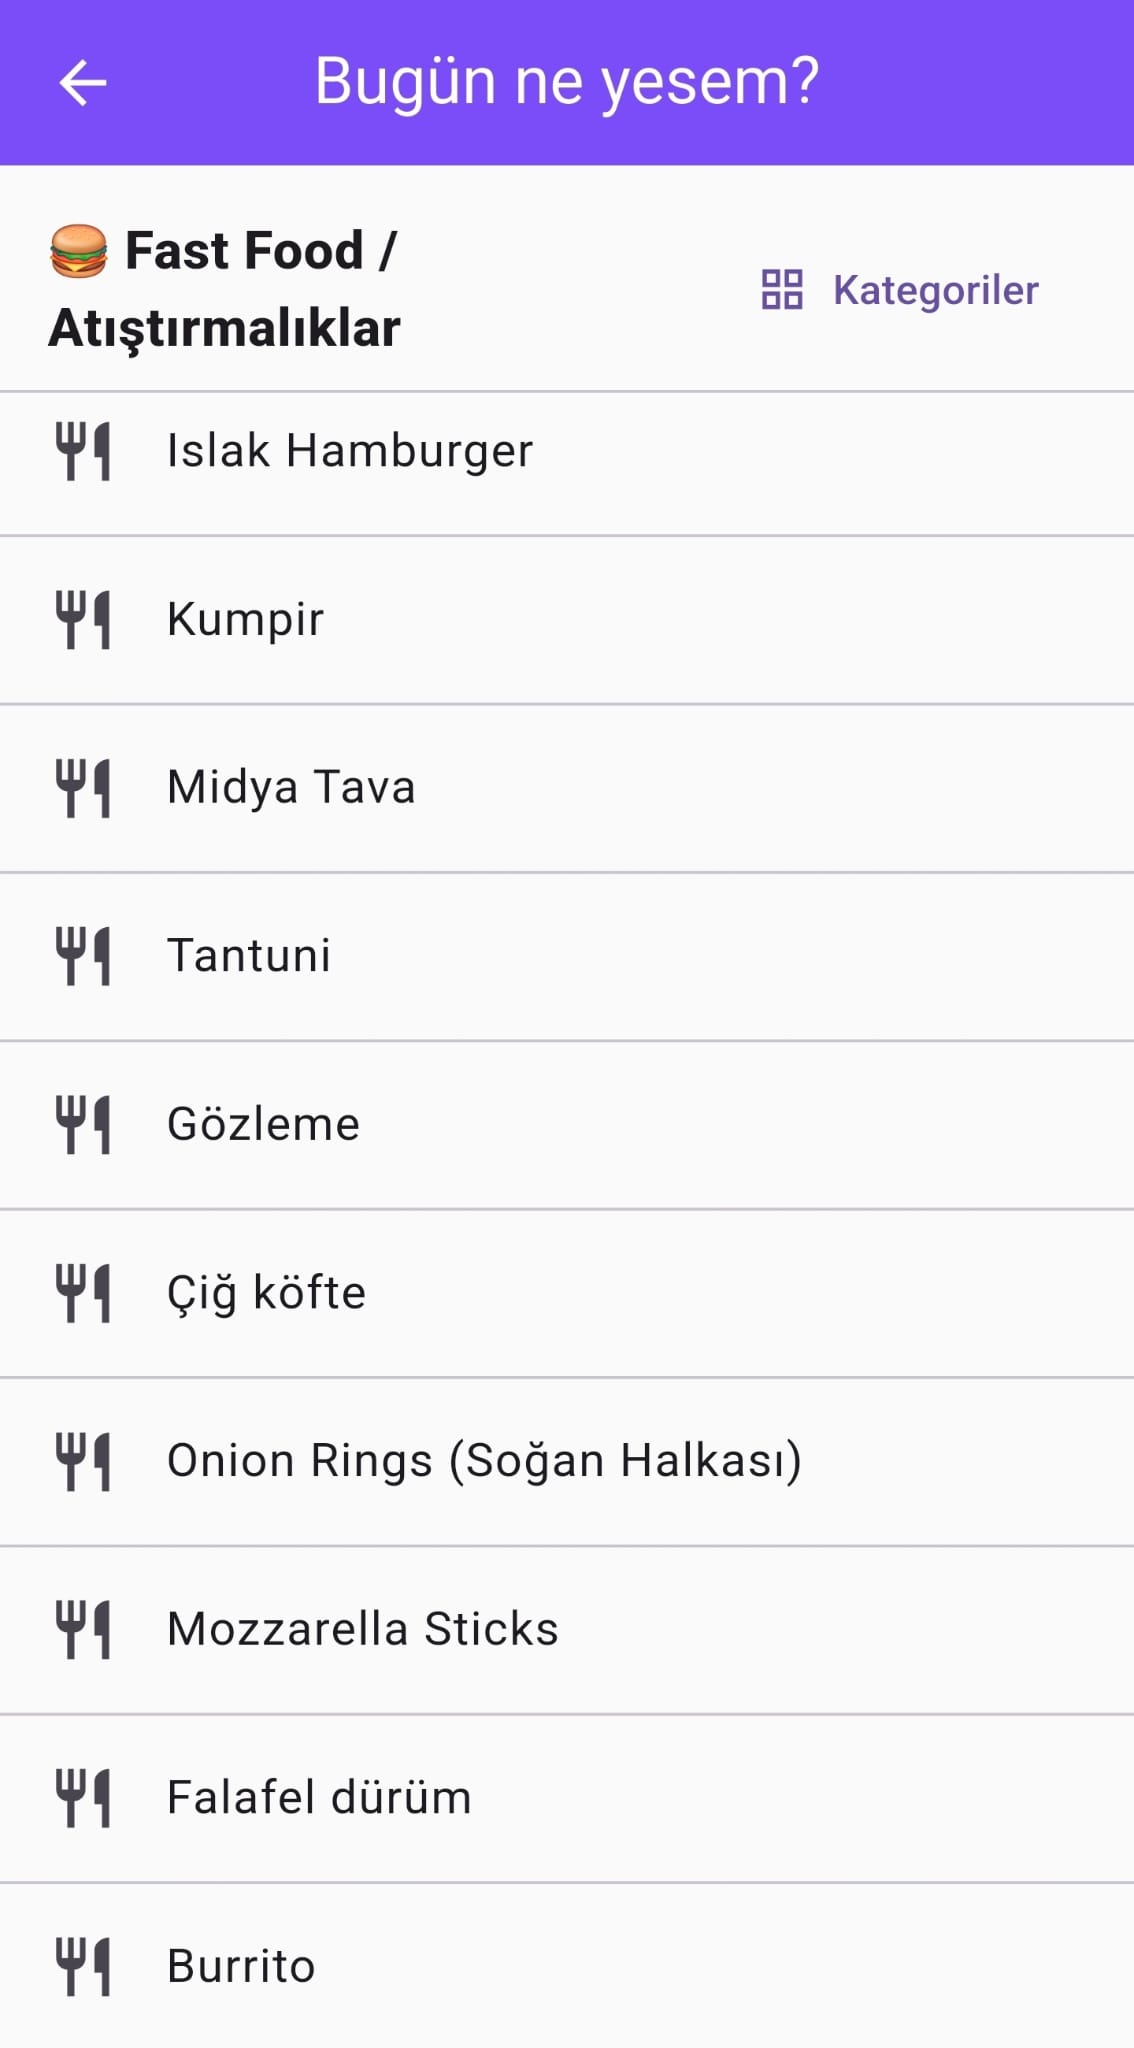 Bugün ne yesem?
🍔 Fast Food /
Atıştırmalıklar
Kategoriler
Islak Hamburger
Kumpir
Midya Tava
Tantuni
Gözleme
Çiğ köfte
Onion Rings (Soğan Halkası)
Mozzarella Sticks
Falafel dürüm
Burrito